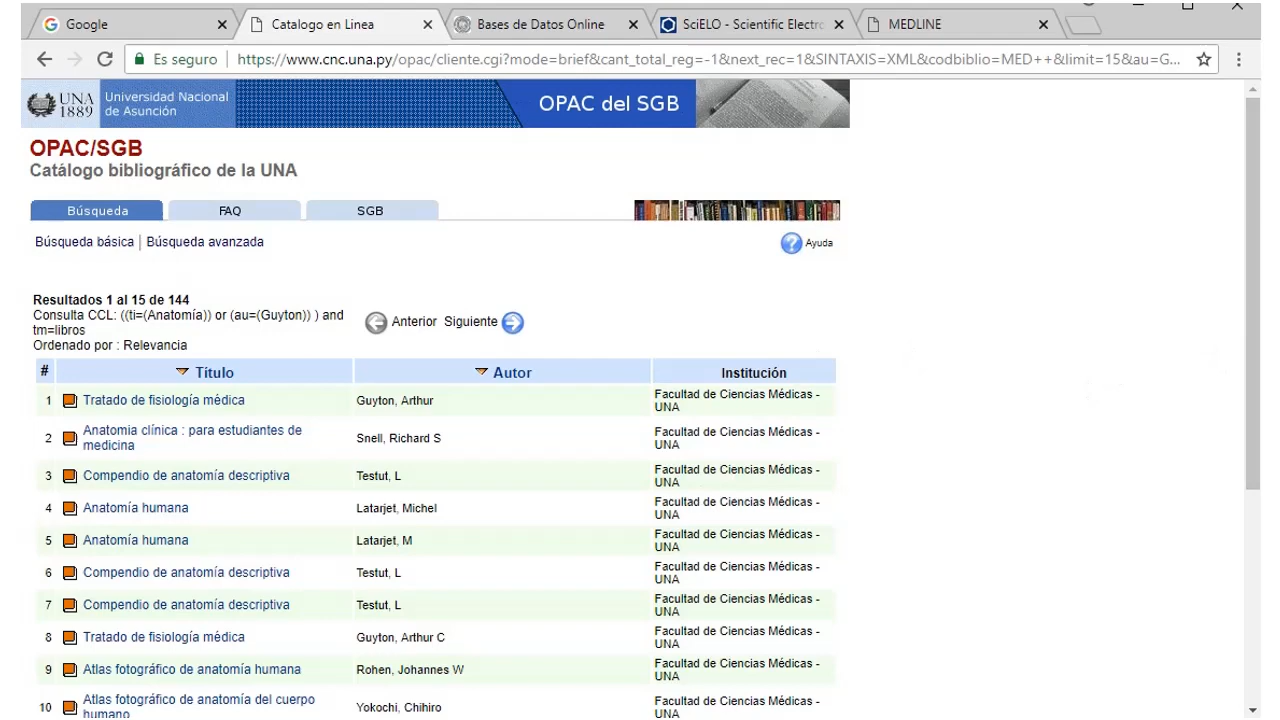 Google
Catalogo en Linea
Bases de Datos Online
SciELO - Scientific Electro
MEDLINE
Es seguro
https://www.cnc.una.py/opac/cliente.cgi?mode=brief&cant_total_reg=-1&next_rec=1&SINTAXIS=XML&codbiblio=MED++&limit=15&au=G...
UNA
1889
Universidad Nacional
de Asunción
OPAC del SGB
OPAC/SGB
Catálogo bibliográfico de la UNA
Búsqueda
FAQ
SGB
Búsqueda básica | Búsqueda avanzada
? Ayuda
Resultados 1 al 15 de 144
Consulta CCL: ((ti=(Anatomía)) or (au=(Guyton)) ) and
tm=libros
Ordenado por : Relevancia
Anterior Siguiente
# Título Autor Institución
1 Tratado de fisiología médica Guyton, Arthur Facultad de Ciencias Médicas -
UNA
2 Anatomia clínica : para estudiantes de
medicina Snell, Richard S Facultad de Ciencias Médicas -
UNA
3 Compendio de anatomía descriptiva Testut, L Facultad de Ciencias Médicas -
UNA
4 Anatomía humana Latarjet, Michel Facultad de Ciencias Médicas -
UNA
5 Anatomía humana Latarjet, M Facultad de Ciencias Médicas -
UNA
6 Compendio de anatomía descriptiva Testut, L Facultad de Ciencias Médicas -
UNA
7 Compendio de anatomía descriptiva Testut, L Facultad de Ciencias Médicas -
UNA
8 Tratado de fisiología médica Guyton, Arthur C Facultad de Ciencias Médicas -
UNA
9 Atlas fotográfico de anatomía humana Rohen, Johannes W Facultad de Ciencias Médicas -
UNA
10 Atlas fotográfico de anatomía del cuerpo
humano Yokochi, Chihiro Facultad de Ciencias Médicas -
UNA